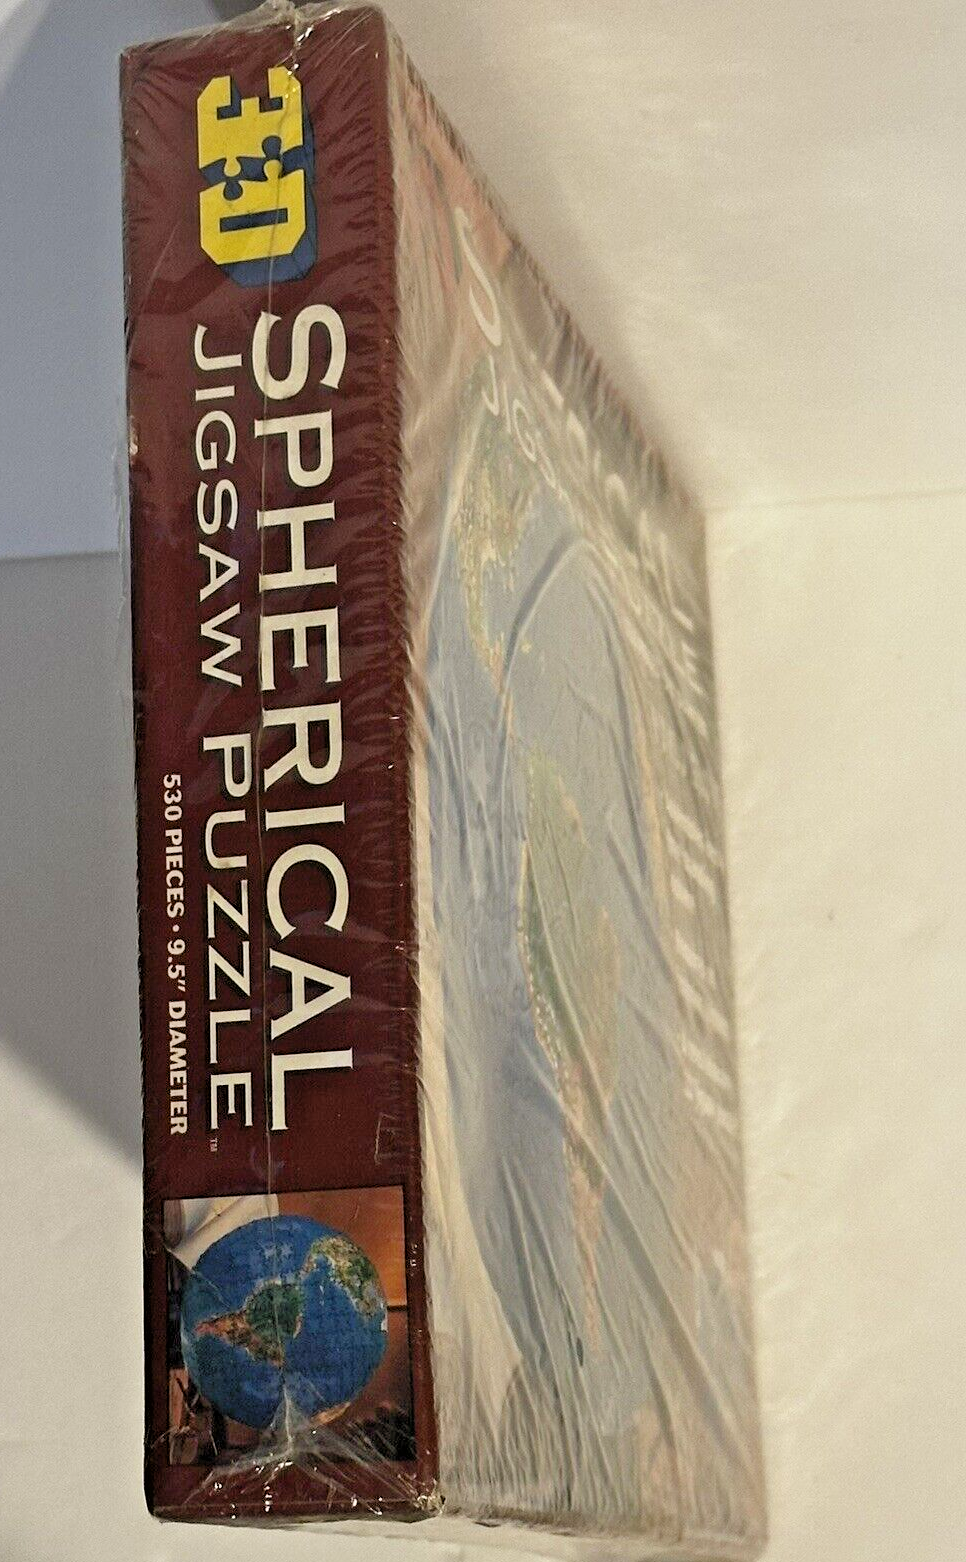 3D
SPHERICAL
JIGSAW PUZZLE™
530 PIECES • 9.5" DIAMETER